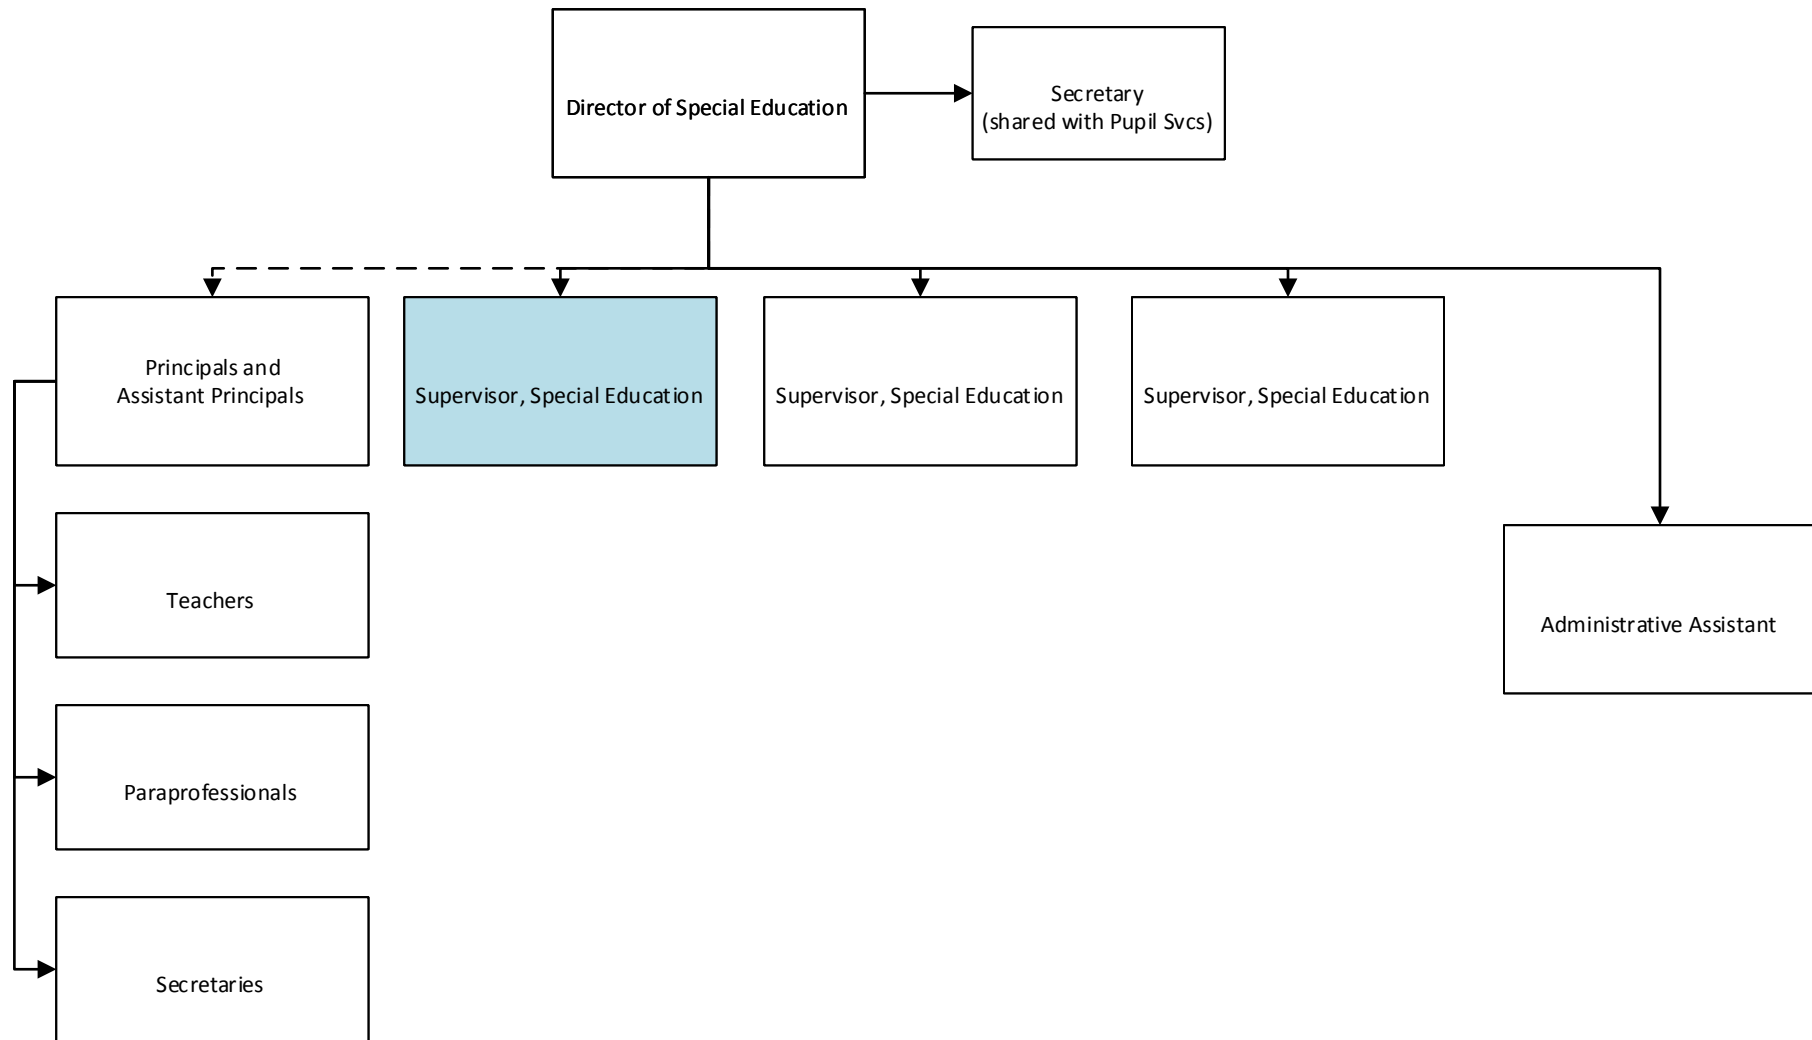 Director of Special Education
Secretary
(shared with Pupil Svcs)
Principals and
Assistant Principals
Supervisor, Special Education
Supervisor, Special Education
Supervisor, Special Education
Teachers
Administrative Assistant
Paraprofessionals
Secretaries